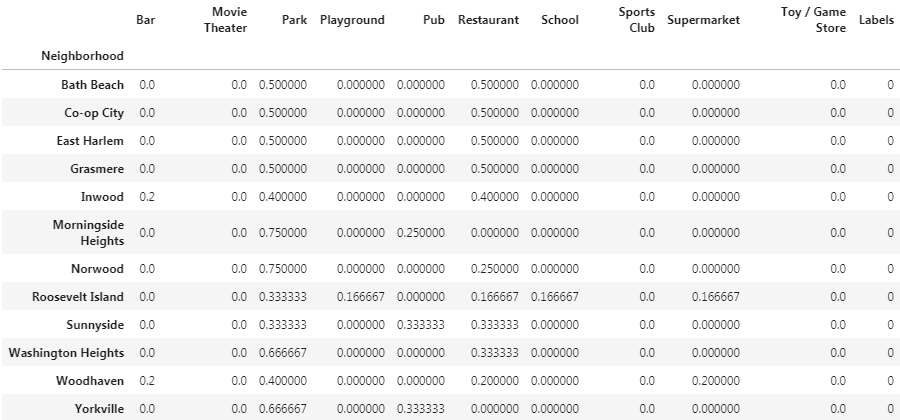 Bar Movie Theater Park Playground Pub Restaurant School Sports Club Supermarket Toy / Game Store Labels
Neighborhood
Bath Beach 0.0 0.0 0.500000 0.000000 0.000000 0.500000 0.000000 0.0 0.000000 0.0 0
Co-op City 0.0 0.0 0.500000 0.000000 0.000000 0.500000 0.000000 0.0 0.000000 0.0 0
East Harlem 0.0 0.0 0.500000 0.000000 0.000000 0.500000 0.000000 0.0 0.000000 0.0 0
Grasmere 0.0 0.0 0.500000 0.000000 0.000000 0.500000 0.000000 0.0 0.000000 0.0 0
Inwood 0.2 0.0 0.400000 0.000000 0.000000 0.400000 0.000000 0.0 0.000000 0.0 0
Morningside Heights 0.0 0.0 0.750000 0.000000 0.250000 0.000000 0.000000 0.0 0.000000 0.0 0
Norwood 0.0 0.0 0.750000 0.000000 0.000000 0.250000 0.000000 0.0 0.000000 0.0 0
Roosevelt Island 0.0 0.0 0.333333 0.166667 0.000000 0.166667 0.166667 0.0 0.166667 0.0 0
Sunnyside 0.0 0.0 0.333333 0.000000 0.333333 0.333333 0.000000 0.0 0.000000 0.0 0
Washington Heights 0.0 0.0 0.666667 0.000000 0.000000 0.333333 0.000000 0.0 0.000000 0.0 0
Woodhaven 0.2 0.0 0.400000 0.000000 0.000000 0.200000 0.000000 0.0 0.200000 0.0 0
Yorkville 0.0 0.0 0.666667 0.000000 0.333333 0.000000 0.000000 0.0 0.000000 0.0 0